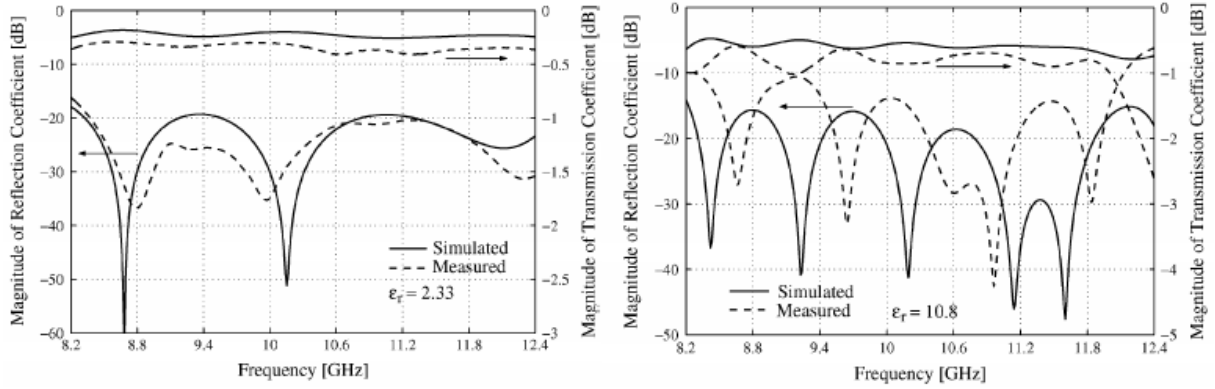 Magnitude of Reflection Coefficient [dB]
0
−10
−20
−30
−40
−50
−60
8.2 8.8 9.4 10 10.6 11.2 11.8 12.4
Frequency [GHz]
0
−0.5
−1
−1.5
−2
−2.5
−3
Magnitude of Transmission Coefficient [dB]
Simulated
Measured
εr = 2.33
Magnitude of Reflection Coefficient [dB]
0
−10
−20
−30
−40
−50
8.2 8.8 9.4 10 10.6 11.2 11.8 12.4
Frequency [GHz]
0
−1
−2
−3
−4
−5
Magnitude of Transmission Coefficient [dB]
Simulated
Measured
εr = 10.8